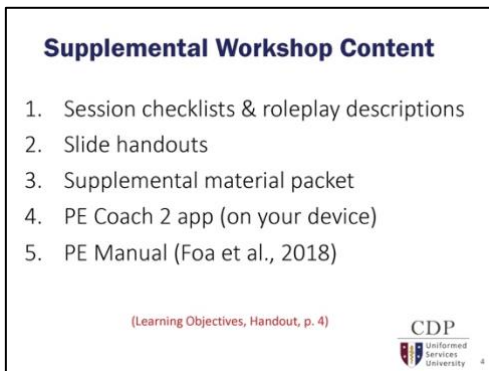 Supplemental Workshop Content
1. Session checklists & roleplay descriptions
2. Slide handouts
3. Supplemental material packet
4. PE Coach 2 app (on your device)
5. PE Manual (Foa et al., 2018)
(Learning Objectives, Handout, p. 4)
CDP
Uniformed
Services
University
4